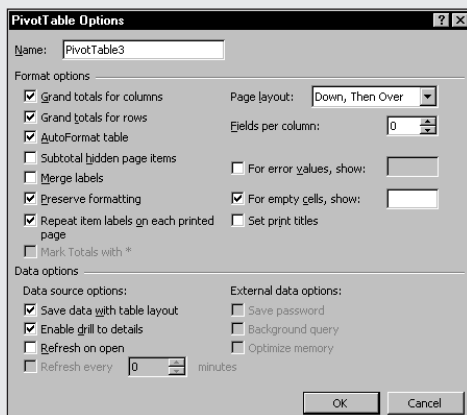 PivotTable Options
Name: PivotTable3
Format options
Grand totals for columns
Grand totals for rows
AutoFormat table
Subtotal hidden page items
Merge labels
Preserve formatting
Repeat item labels on each printed
page
Mark Totals with *
Page layout: Down, Then Over
Fields per column: 0
For error values, show:
For empty cells, show:
Set print titles
Data options
Data source options:
Save data with table layout
Enable drill to details
Refresh on open
Refresh every 0 minutes
External data options:
Save password
Background query
Optimize memory
OK Cancel